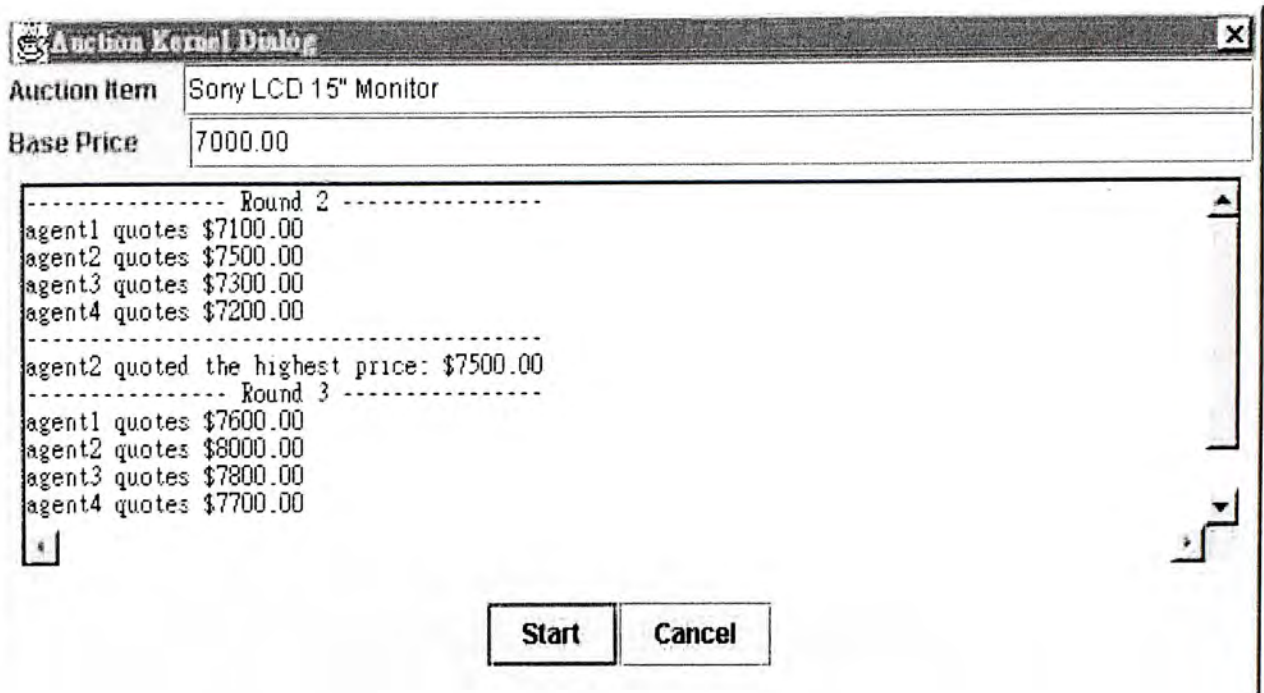 Auction Kernel Dialog
Auction Item Sony LCD 15" Monitor
Base Price 7000.00
---------------- Round 2 ----------------
agent1 quotes $7100.00
agent2 quotes $7500.00
agent3 quotes $7300.00
agent4 quotes $7200.00
------------------------------------------
agent2 quoted the highest price: $7500.00
---------------- Round 3 ----------------
agent1 quotes $7600.00
agent2 quotes $8000.00
agent3 quotes $7800.00
agent4 quotes $7700.00
Start Cancel